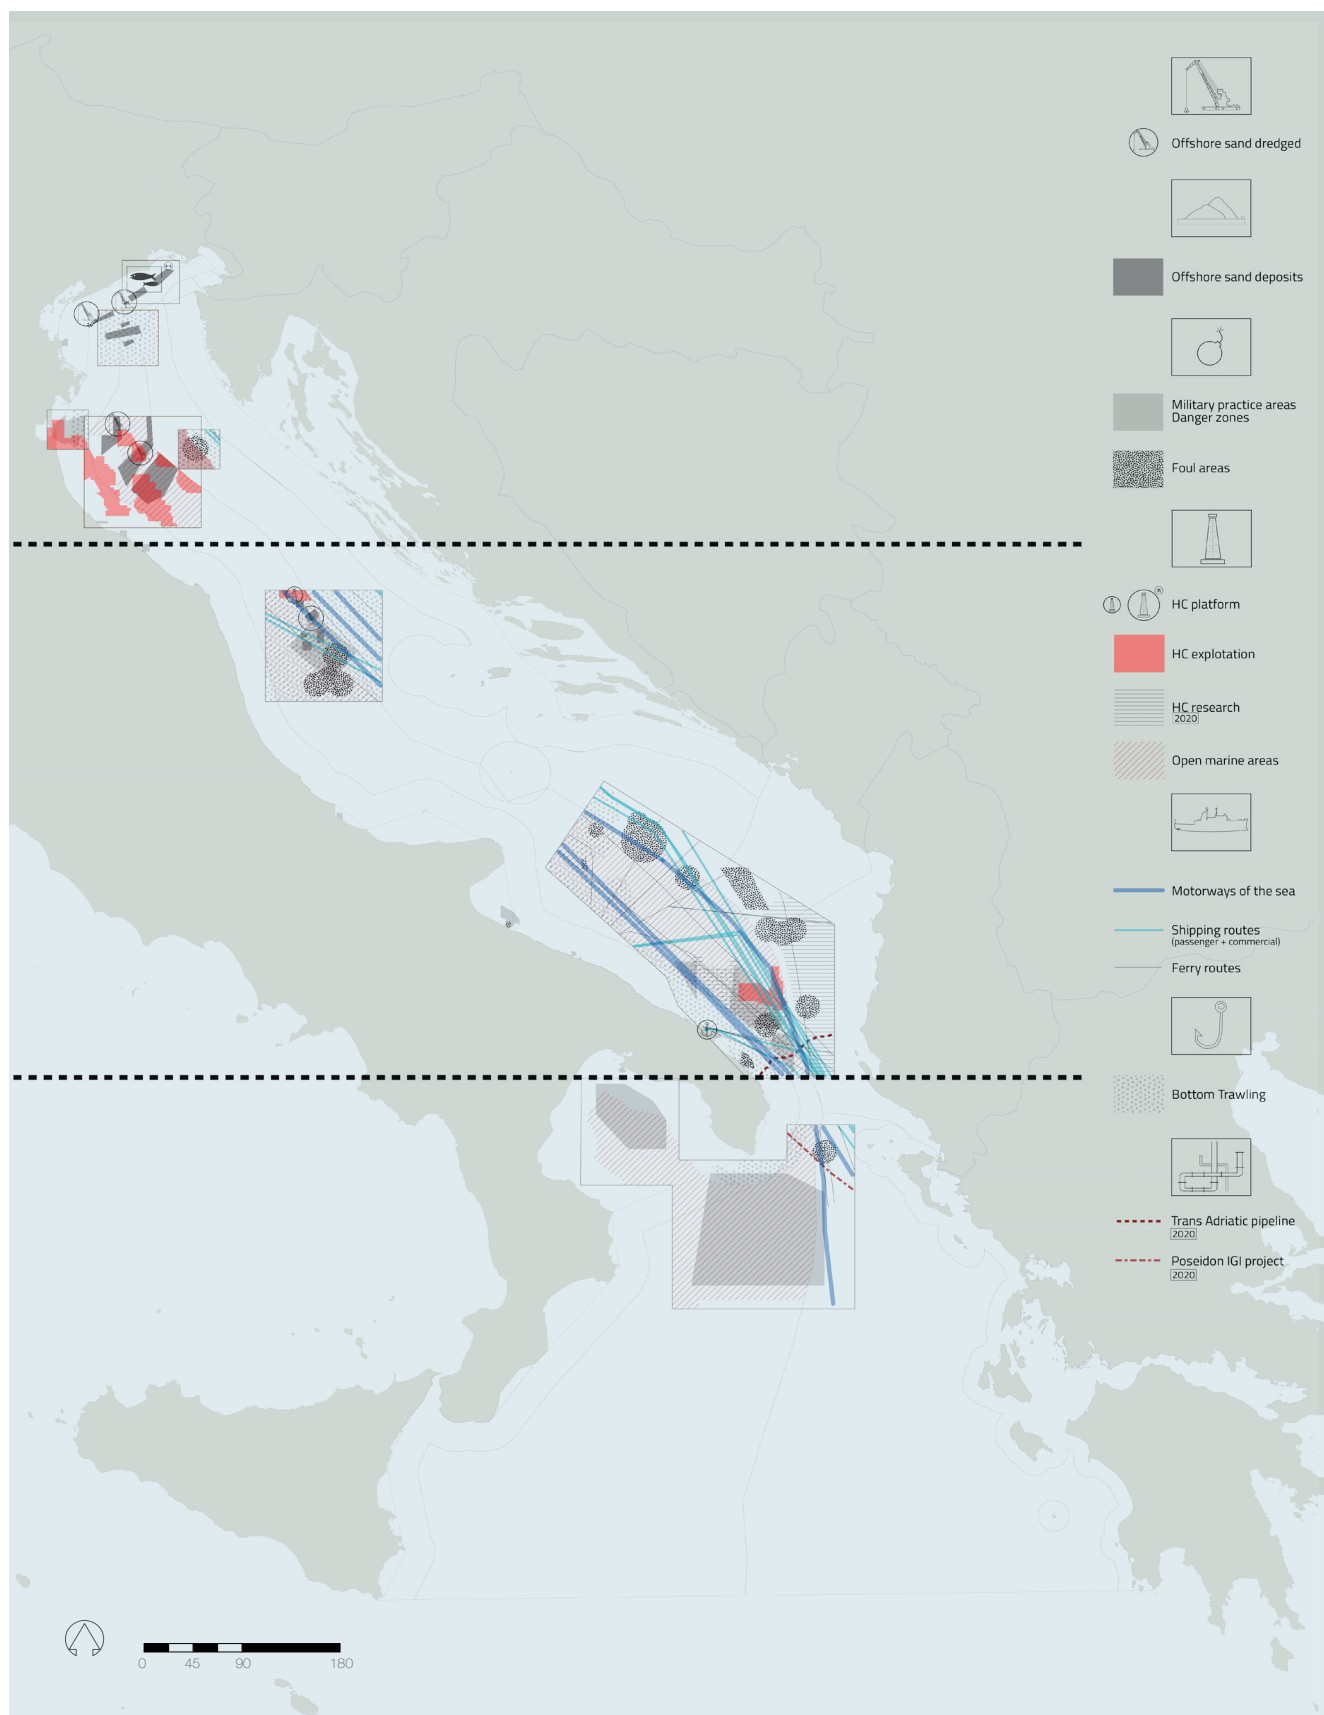 Offshore sand dredged
Offshore sand deposits
Military practice areas
Danger zones
Foul areas
HC platform
HC explotation
HC research
2020
Open marine areas
Motorways of the sea
Shipping routes
(passenger + commercial)
Ferry routes
Bottom Trawling
Trans Adriatic pipeline
2020
Poseidon IGI project
2020
0 45 90 180